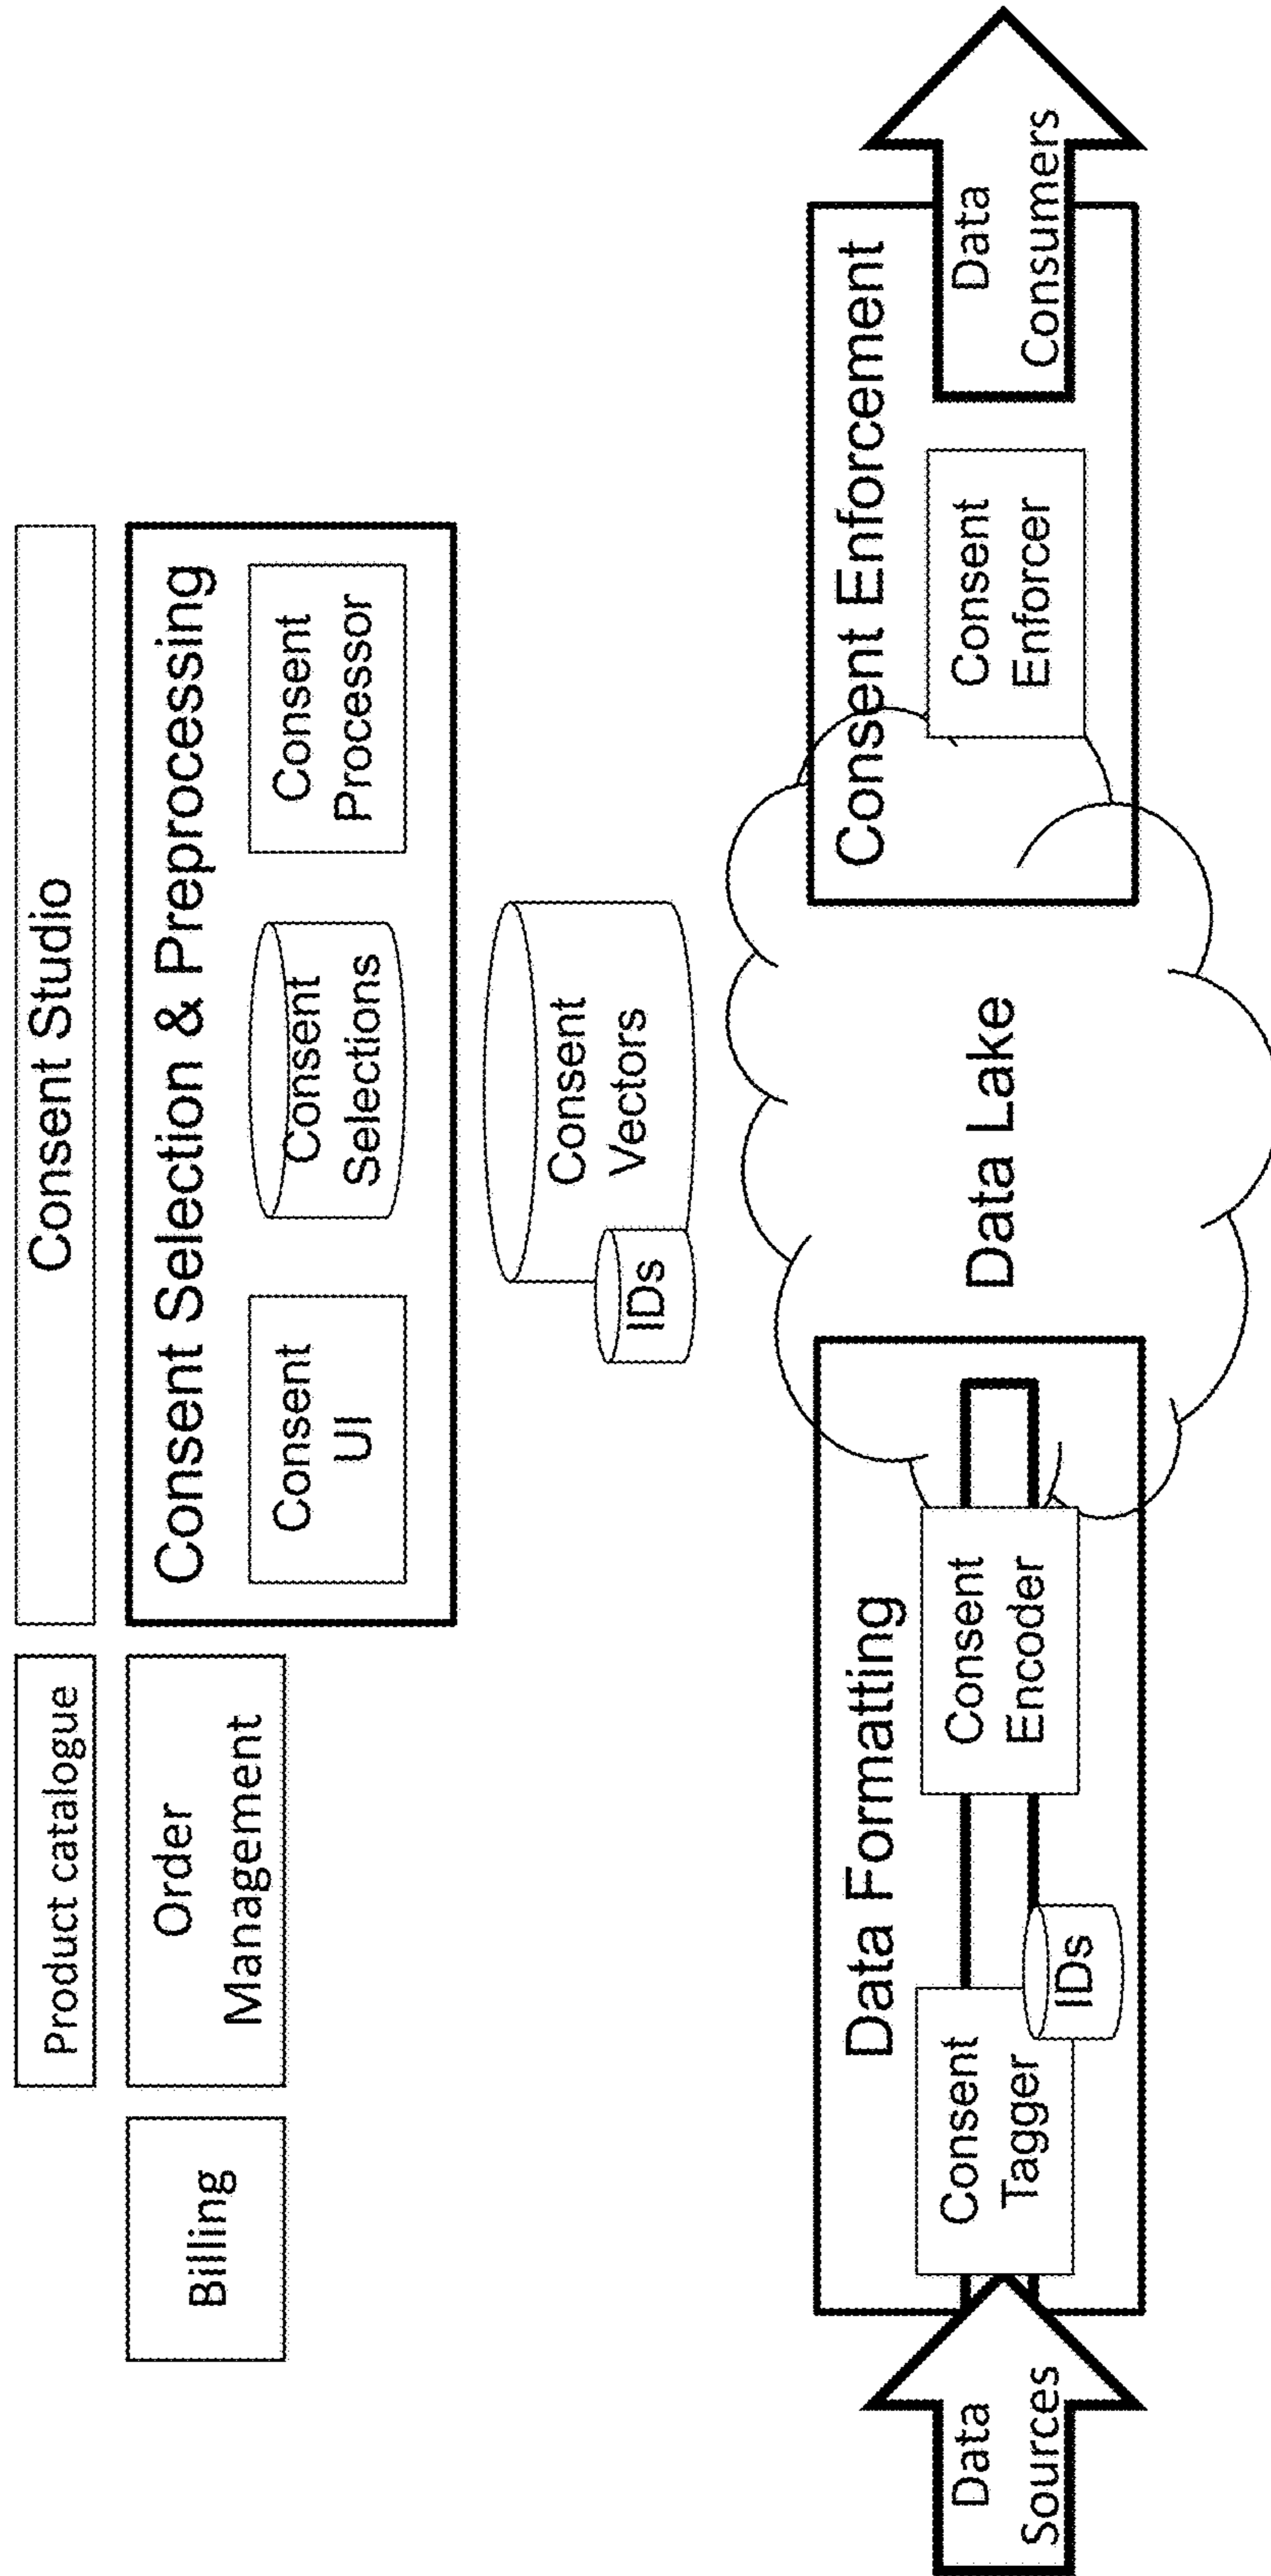 Product catalogue
Consent Studio
Billing
Order
Management
Consent Selection & Preprocessing
Consent
UI
Consent
Selections
Consent
Processor
IDs
Consent
Vectors
Data
Sources
Data Formatting
Consent
Tagger
IDs
Consent
Encoder
Data Lake
Consent Enforcement
Consent
Enforcer
Data
Consumers